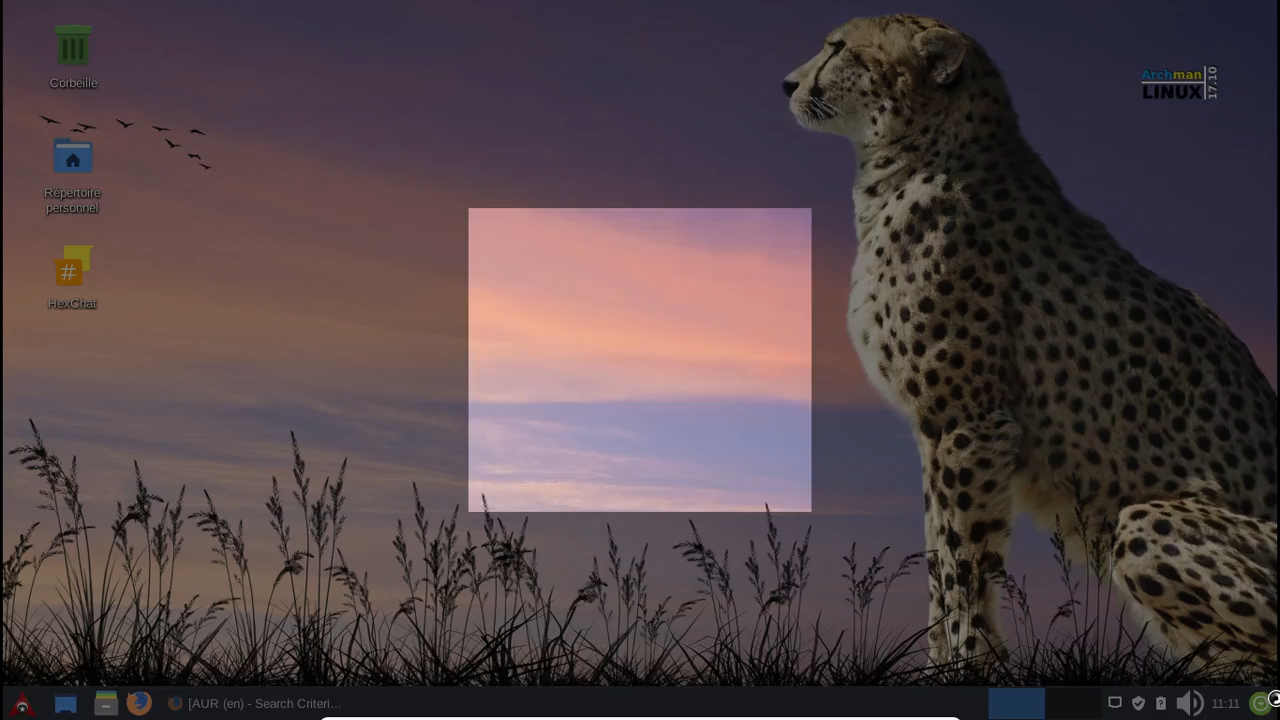 Corbeille
Archman
LINUX
17.10
Répertoire
personnel
#
HexChat
[AUR (en) - Search Criteri...
11:11